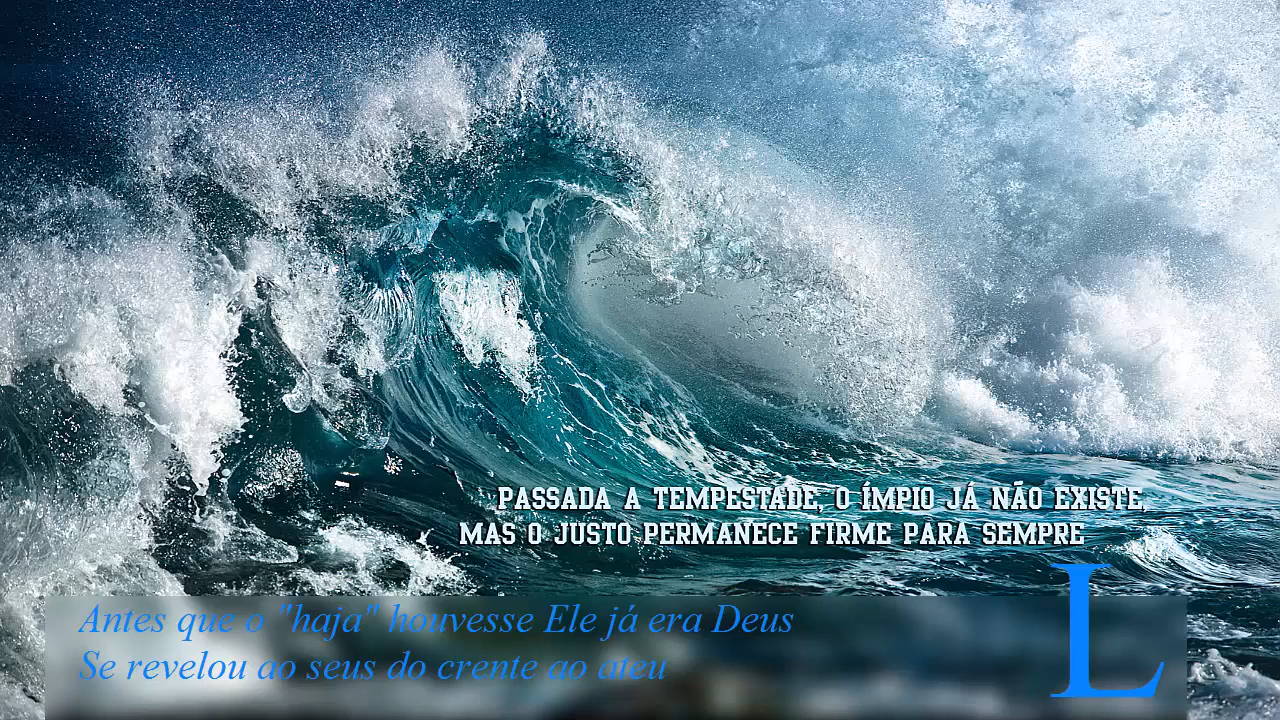 PASSADA A TEMPESTADE, O ÍMPIO JÁ NÃO EXISTE,
MAS O JUSTO PERMANECE FIRME PARA SEMPRE
Antes que o "haja" houvesse Ele já era Deus
Se revelou ao seus do crente ao ateu
L